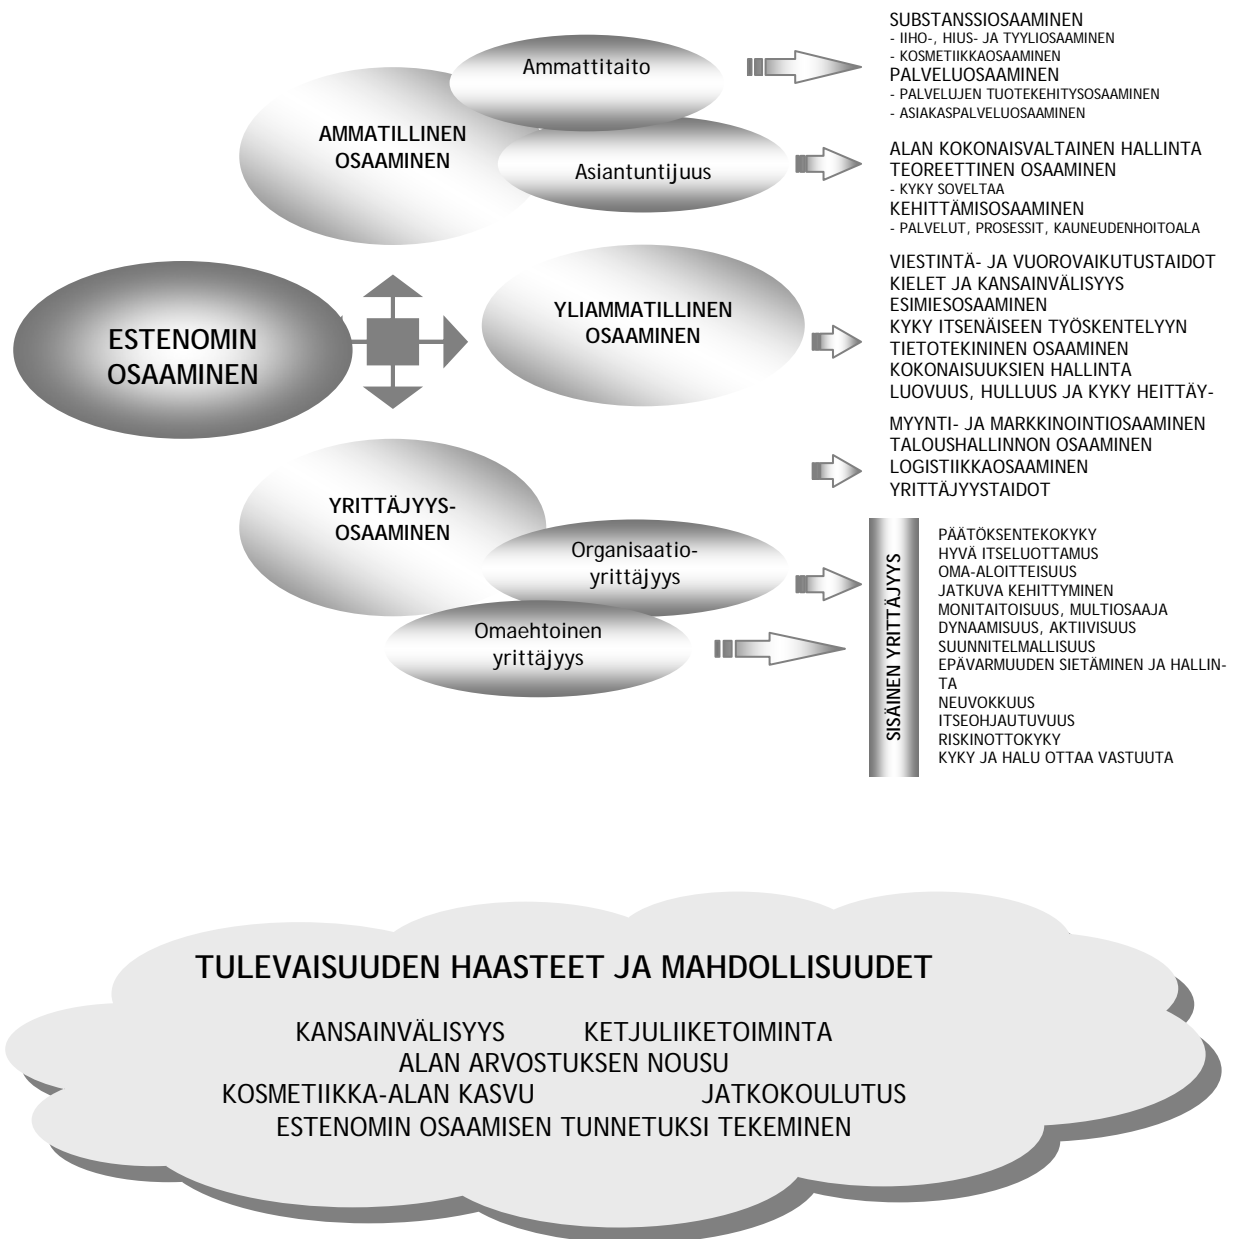 SUBSTANSSIOSAAMINEN
- IIHO-, HIUS- JA TYYLIOSAAMINEN
- KOSMETIIKKAOSAAMINEN
PALVELUOSAAMINEN
- PALVELUJEN TUOTEKEHITYSOSAAMINEN
- ASIAKASPALVELUOSAAMINEN
Ammattitaito
AMMATILLINEN
OSAAMINEN
Asiantuntijuus
ALAN KOKONAISVALTAINEN HALLINTA
TEOREETTINEN OSAAMINEN
- KYKY SOVELTAA
KEHITTÄMISOSAAMINEN
- PALVELUT, PROSESSIT, KAUNEUDENHOITOALA
ESTENOMIN
OSAAMINEN
YLIAMMATILLINEN
OSAAMINEN
VIESTINTÄ- JA VUOROVAIKUTUSTAIDOT
KIELET JA KANSAINVÄLISYYS
ESIMIESOSAAMINEN
KYKY ITSENÄISEEN TYÖSKENTELYYN
TIETOTEKININEN OSAAMINEN
KOKONAISUUKSIEN HALLINTA
LUOVUUS, HULLUUS JA KYKY HEITTÄY-
MYYNTI- JA MARKKINOINTIOSAAMINEN
TALOUSHALLINNON OSAAMINEN
LOGISTIIKKAOSAAMINEN
YRITTÄJYYSTAIDOT
YRITTÄJYYS-
OSAAMINEN
Organisaatio-
yrittäjyys
Omaehtoinen
yrittäjyys
SISÄINEN YRITTÄJYYS
PÄÄTÖKSENTEKOKYKY
HYVÄ ITSELUOTTAMUS
OMA-ALOITTEISUUS
JATKUVA KEHITTYMINEN
MONITAITOISUUS, MULTIOSAAJA
DYNAAMISUUS, AKTIIVISUUS
SUUNNITELMALLISUUS
EPÄVARMUUDEN SIETÄMINEN JA HALLIN-
TA
NEUVOKKUUS
ITSEOHJAUTUVUUS
RISKINOTTOKYKY
KYKY JA HALU OTTAA VASTUUTA
TULEVAISUUDEN HAASTEET JA MAHDOLLISUUDET
KANSAINVÄLISYYS KETJULIIKETOIMINTA
ALAN ARVOSTUKSEN NOUSU
KOSMETIIKKA-ALAN KASVU JATKOKOULUTUS
ESTENOMIN OSAAMISEN TUNNETUKSI TEKEMINEN